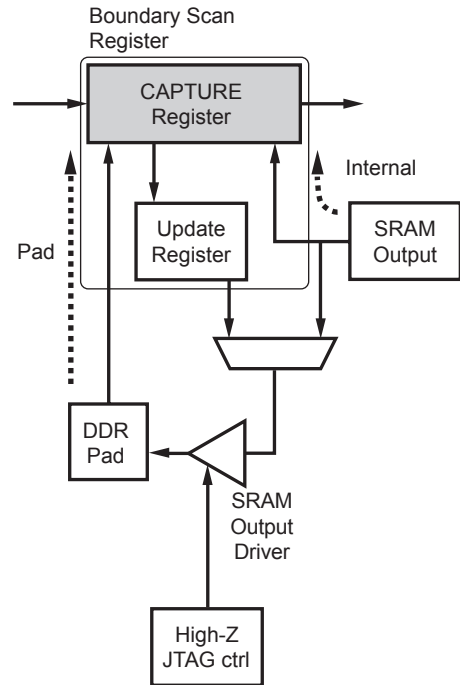 Boundary Scan
Register
CAPTURE
Register
Internal
Pad
Update
Register
SRAM
Output
DDR
Pad
SRAM
Output
Driver
High-Z
JTAG ctrl